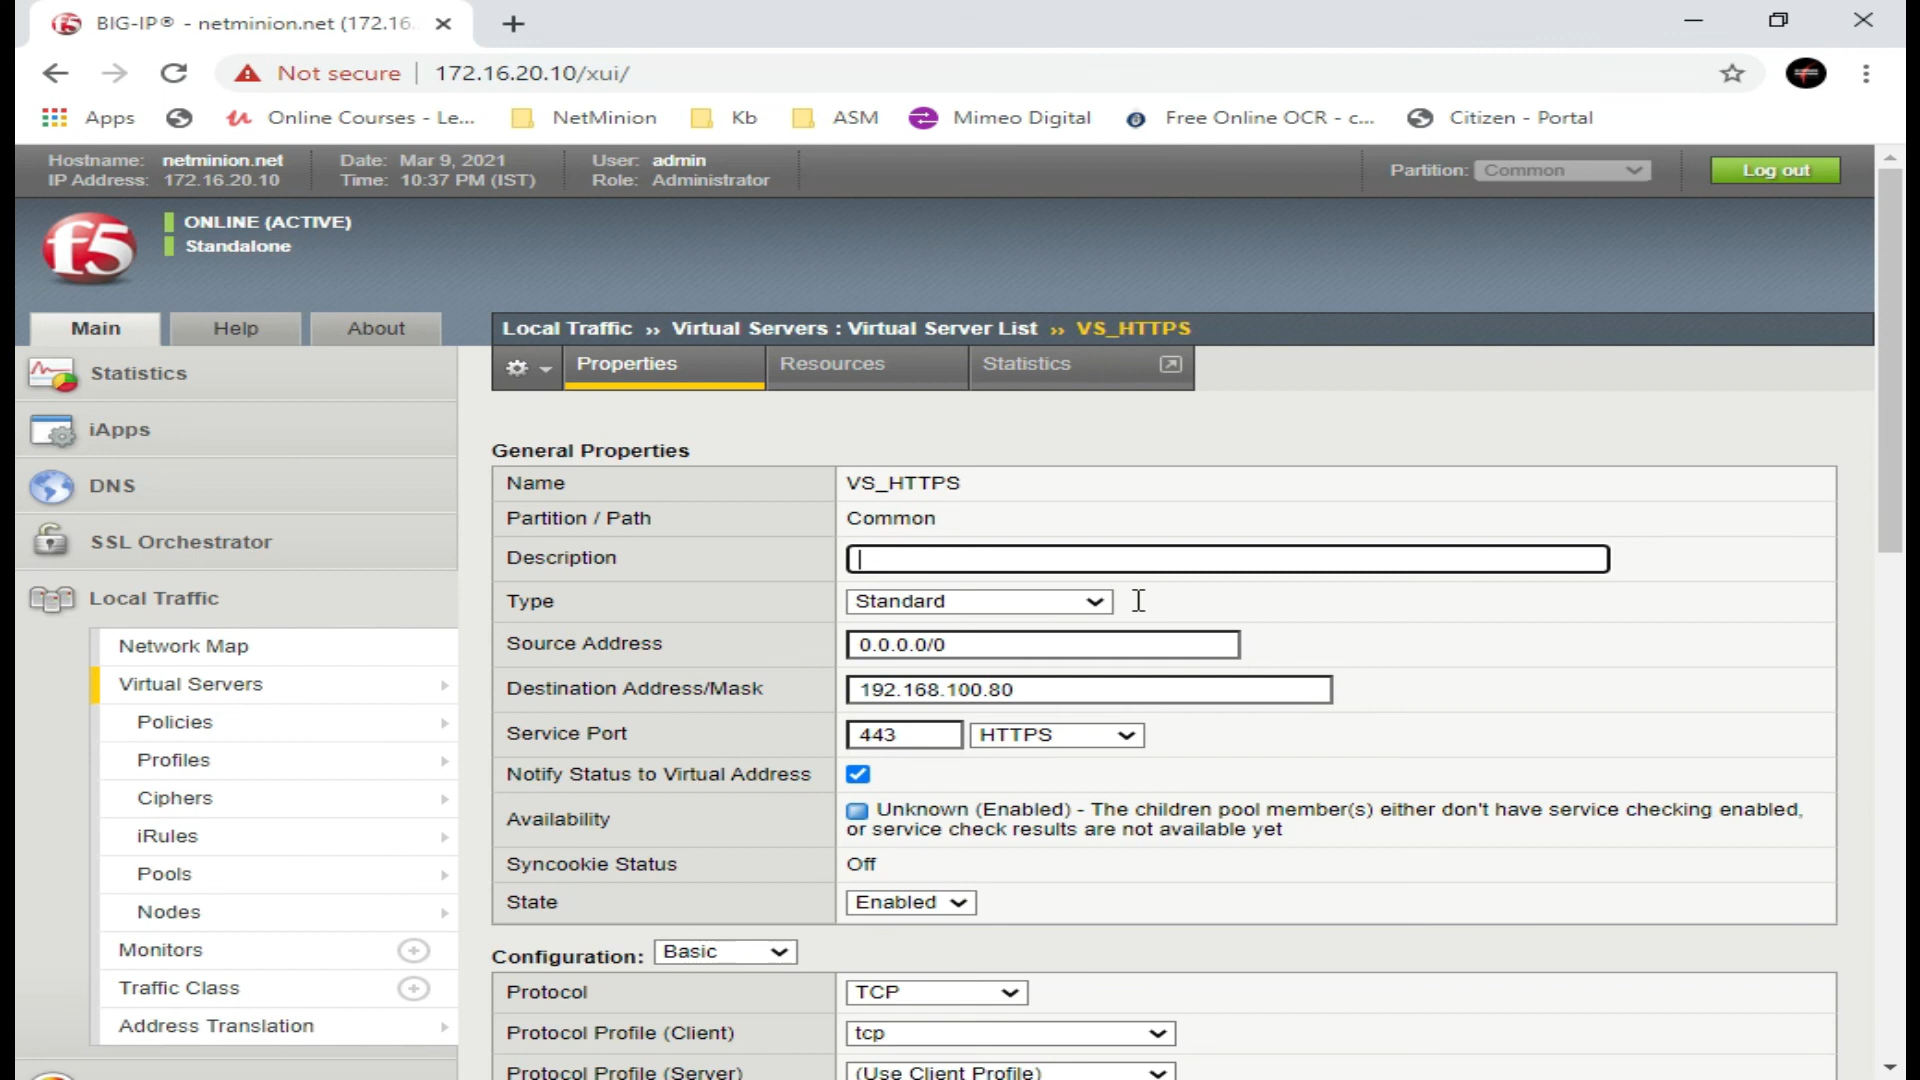 BIG-IP® - netminion.net (172.16.
Not secure | 172.16.20.10/xui/
Apps
Online Courses - Le...
NetMinion
Kb
ASM
Mimeo Digital
Free Online OCR - c...
Citizen - Portal
Hostname: netminion.net
IP Address: 172.16.20.10
Date: Mar 9, 2021
Time: 10:37 PM (IST)
User: admin
Role: Administrator
Partition: Common
Log out
f5
ONLINE (ACTIVE)
Standalone
Main
Help
About
Local Traffic ›› Virtual Servers : Virtual Server List ›› VS_HTTPS
Properties
Resources
Statistics
Statistics
iApps
DNS
SSL Orchestrator
Local Traffic
Network Map
Virtual Servers
Policies
Profiles
Ciphers
iRules
Pools
Nodes
Monitors
Traffic Class
Address Translation
General Properties
Name VS_HTTPS
Partition / Path Common
Description
Type Standard
Source Address 0.0.0.0/0
Destination Address/Mask 192.168.100.80
Service Port 443 HTTPS
Notify Status to Virtual Address
Availability Unknown (Enabled) - The children pool member(s) either don't have service checking enabled,
or service check results are not available yet
Syncookie Status Off
State Enabled
Configuration: Basic
Protocol TCP
Protocol Profile (Client) tcp
Protocol Profile (Server) (Use Client Profile)